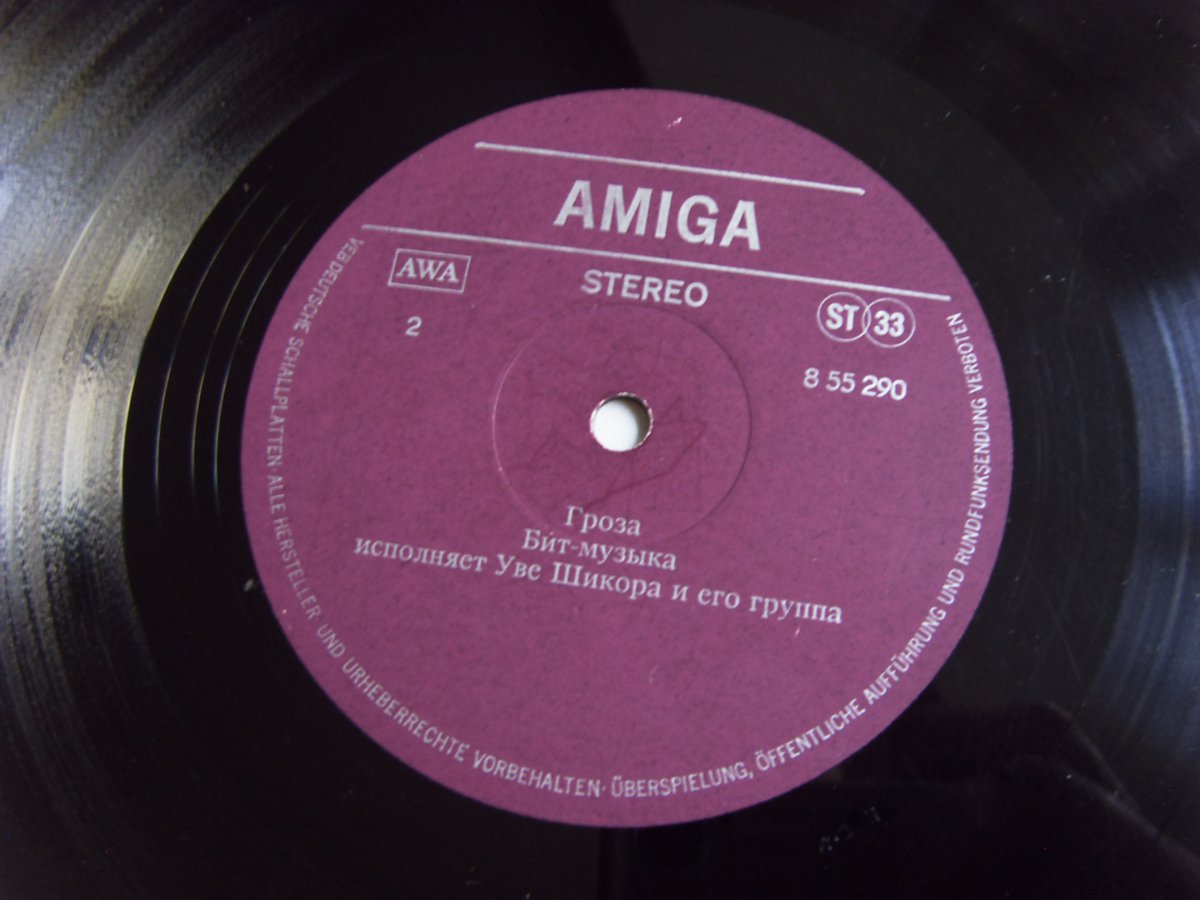 AMIGA
AWA
STEREO
ST 33
2
8 55 290
Гроза
Бит-музыка
исполняет Уве Шикора и его группа
VEB DEUTSCHE SCHALLPLATTEN · ALLE HERSTELLER- UND URHEBERRECHTE VORBEHALTEN · ÜBERSPIELUNG, ÖFFENTLICHE AUFFÜHRUNG UND RUNDFUNKSENDUNG VERBOTEN